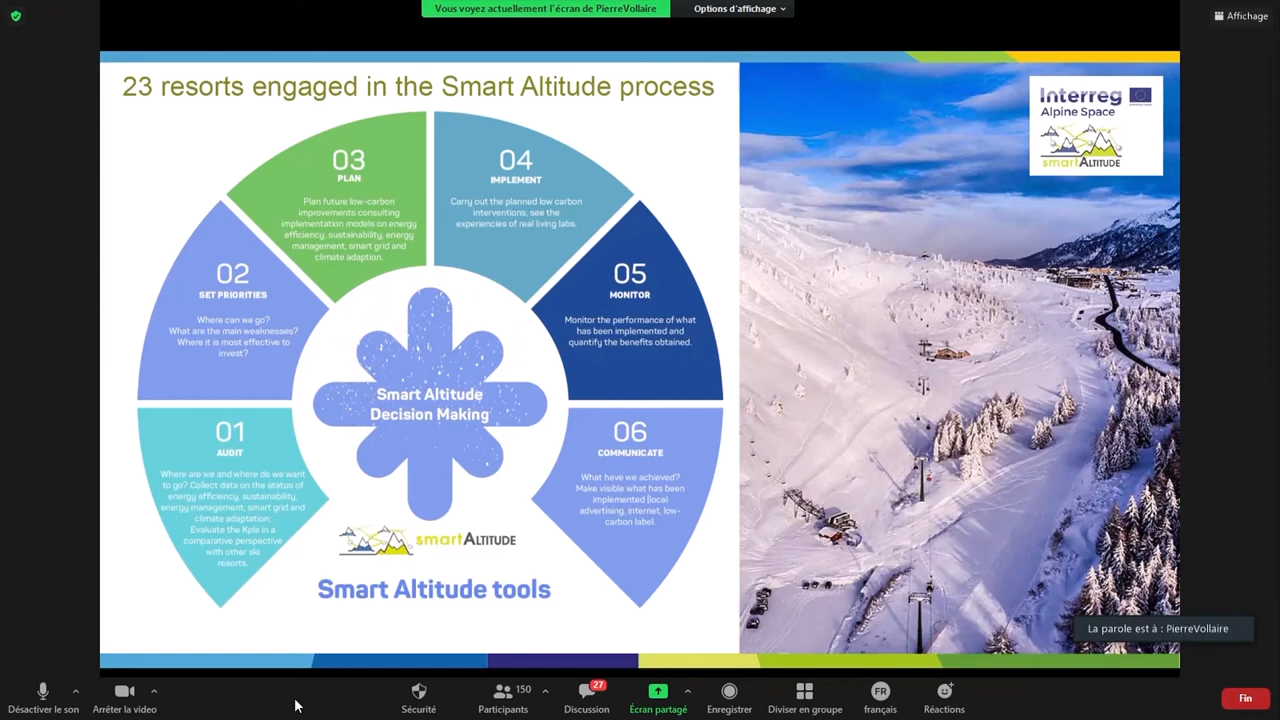 Vous voyez actuellement l'écran de PierreVollaire
Options d'affichage
Affichage
23 resorts engaged in the Smart Altitude process
Interreg
Alpine Space
smartALTITUDE
03
PLAN
Plan future low-carbon
improvements consulting
implementation models on energy
efficiency, sustainability, energy
management, smart grid and
climate adaption.
04
IMPLEMENT
Carry out the planned low carbon
interventions, see the
experiences of real living labs.
02
SET PRIORITIES
Where can we go?
What are the main weaknesses?
Where it is most effective to
invest?
05
MONITOR
Monitor the performance of what
has been implemented and
quantify the benefits obtained.
Smart Altitude
Decision Making
01
AUDIT
Where are we and where do we want
to go? Collect data on the status of
energy efficiency, sustainability,
energy management, smart grid and
climate adaptation;
Evaluate the KpIs in a
comparative perspective
with other ski
resorts.
06
COMMUNICATE
What have we achieved?
Make visible what has been
implemented (local
advertising, internet, low-
carbon label.
smartALTITUDE
Smart Altitude tools
La parole est à : PierreVollaire
Désactiver le son
Arrêter la video
Sécurité
150
Participants
27
Discussion
Écran partagé
Enregistrer
Diviser en groupe
FR
français
Réactions
Fin